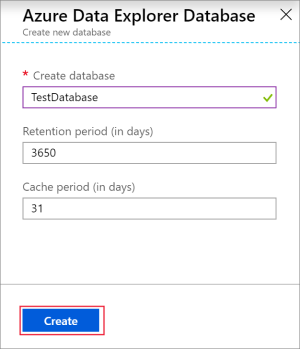 Azure Data Explorer Database
Create new database
* Create database
TestDatabase
Retention period (in days)
3650
Cache period (in days)
31
Create